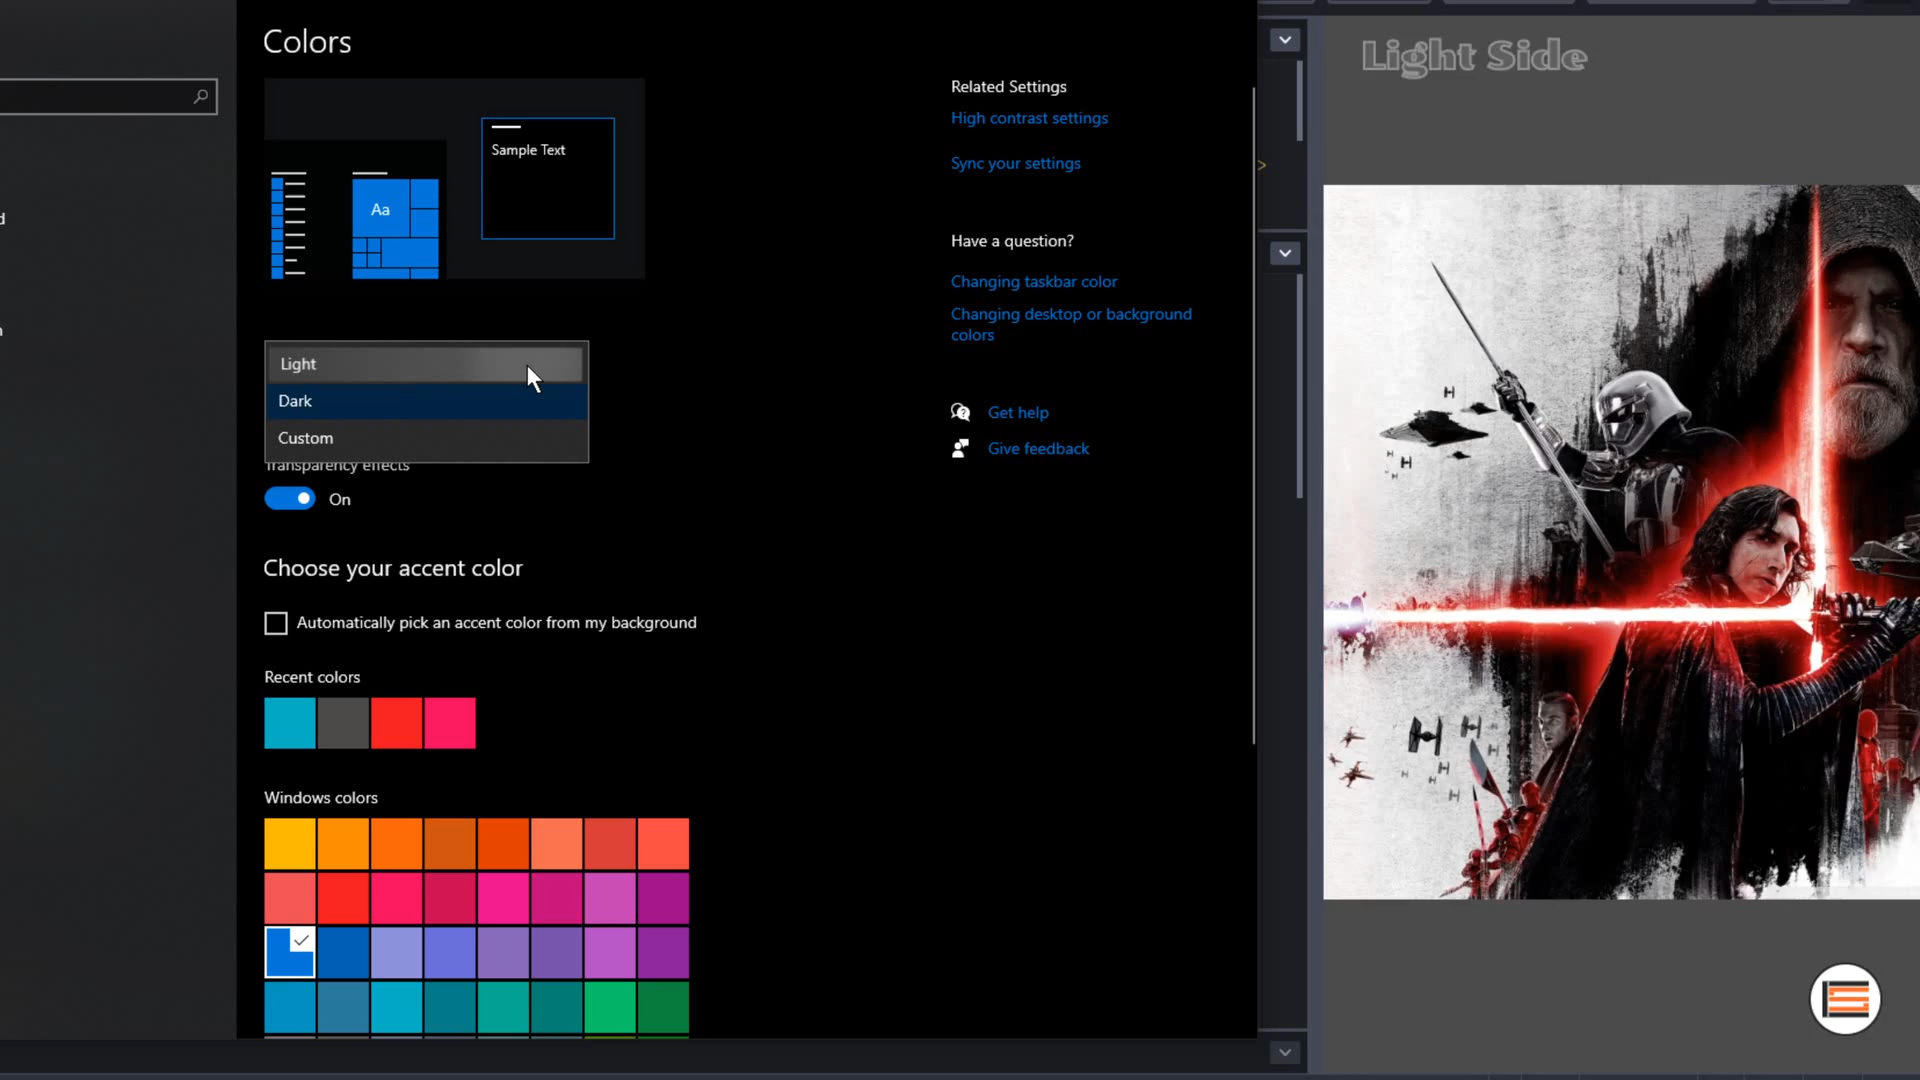 Colors
Sample Text
Aa
Light
Dark
Custom
Transparency effects
On
Choose your accent color
Automatically pick an accent color from my background
Recent colors
Windows colors
Related Settings
High contrast settings
Sync your settings
Have a question?
Changing taskbar color
Changing desktop or background
colors
Get help
Give feedback
>
Light Side